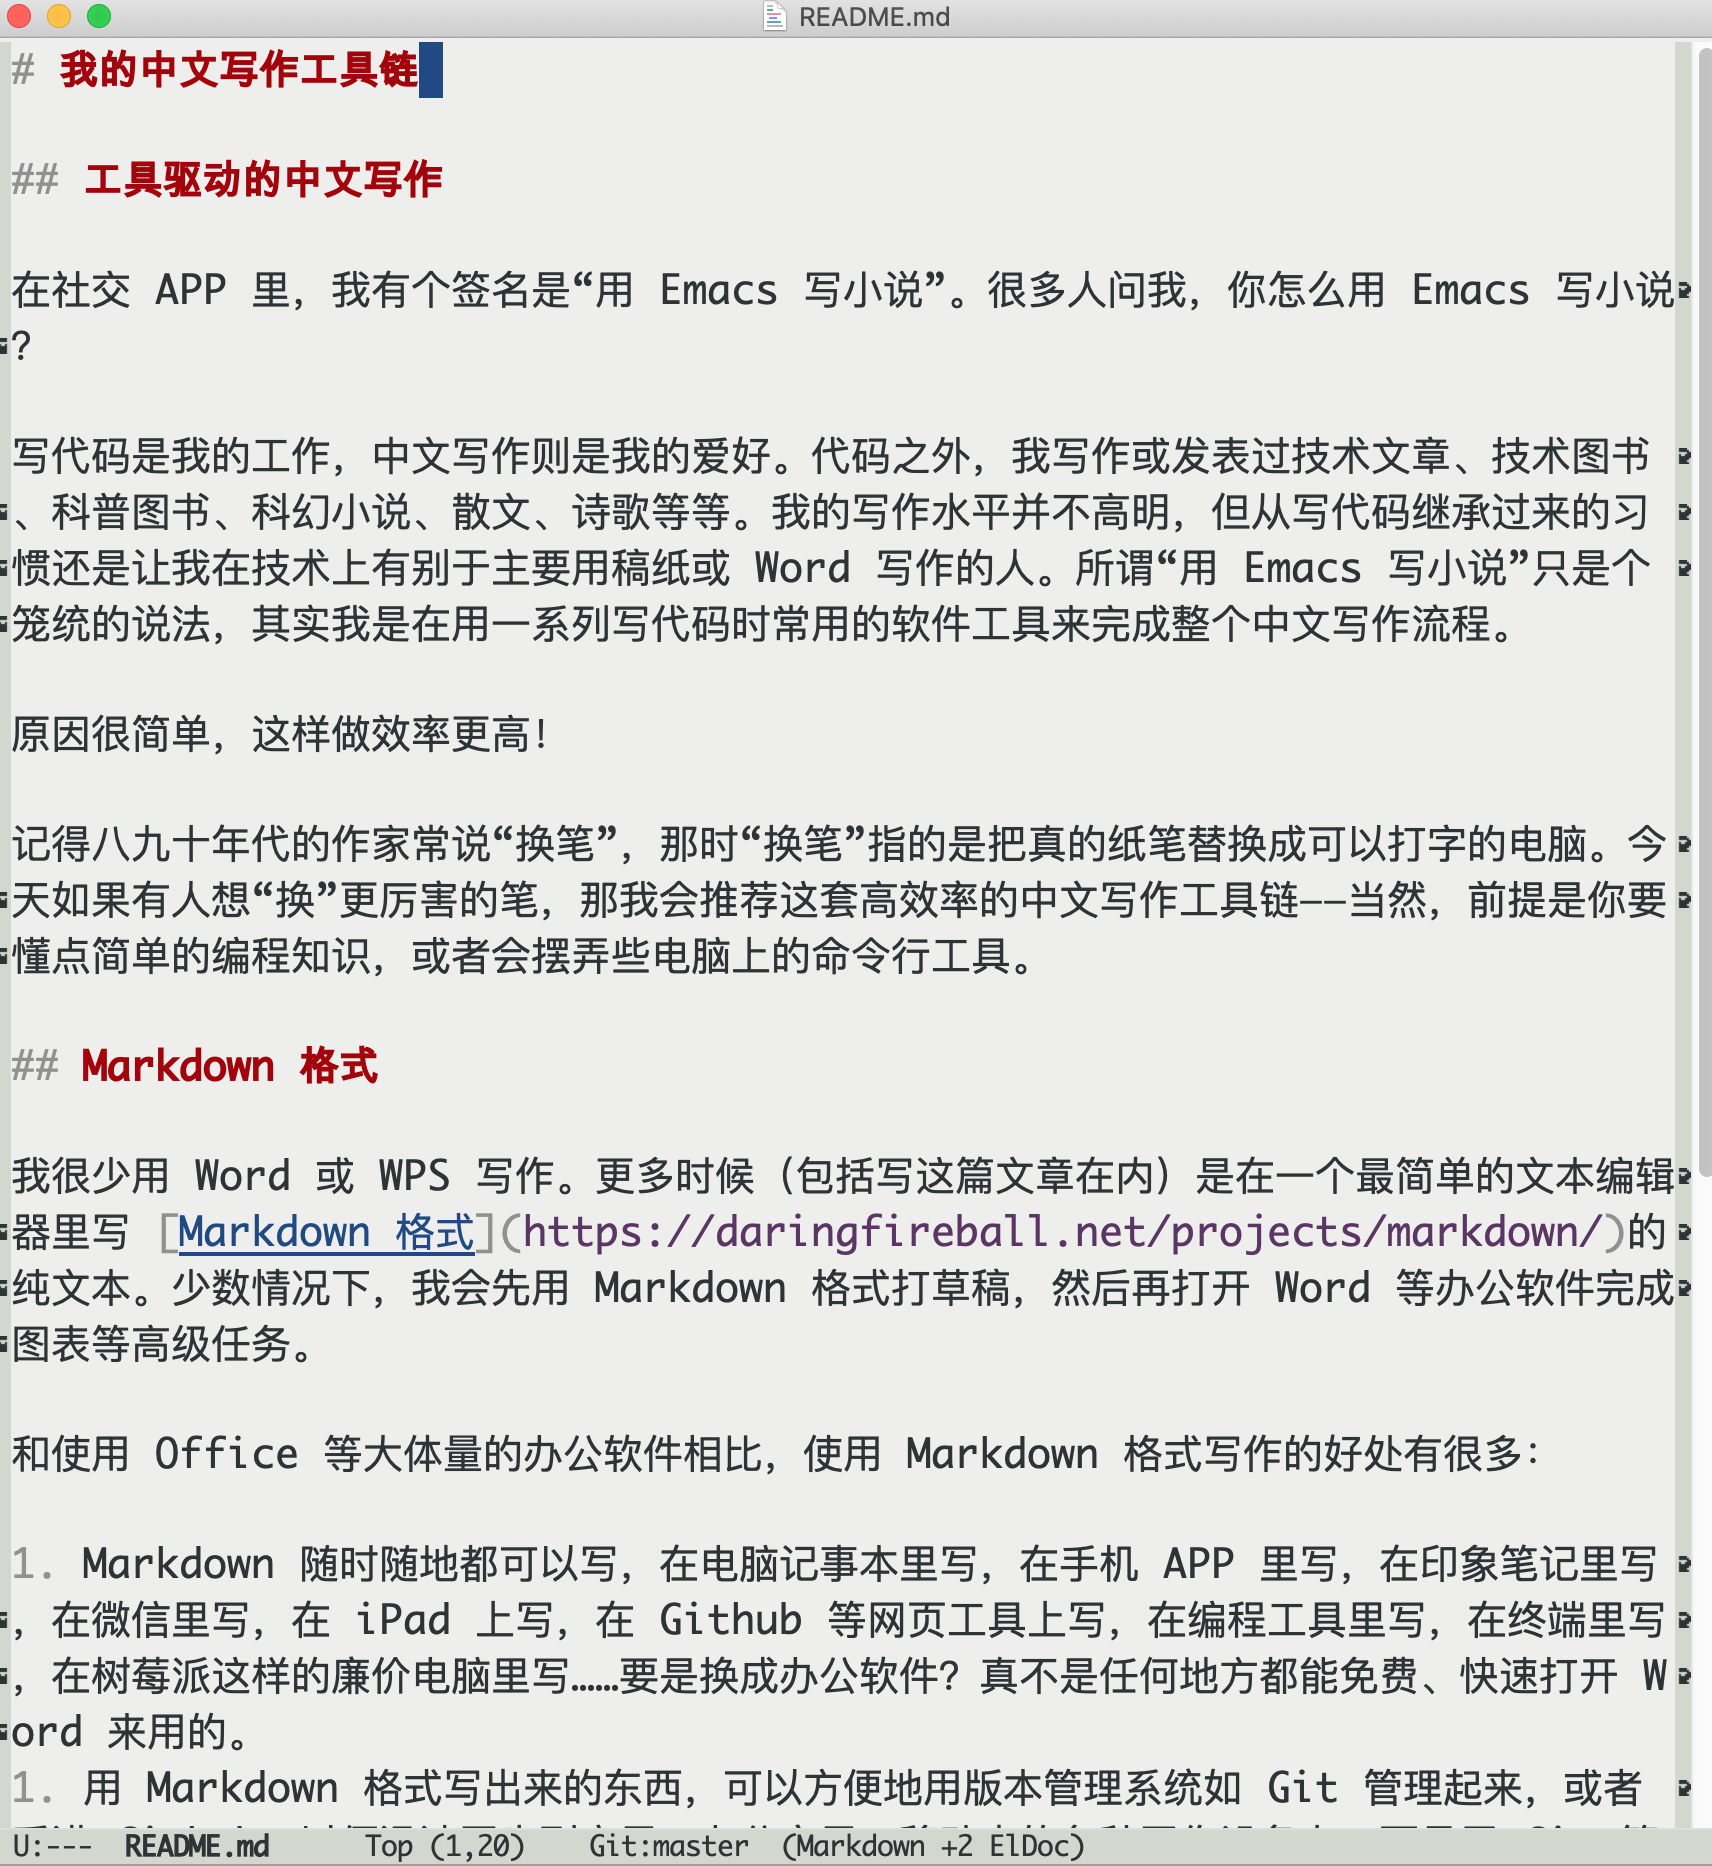 README.md
# 我的中文写作工具链
## 工具驱动的中文写作
在社交 APP 里，我有个签名是“用 Emacs 写小说”。很多人问我，你怎么用 Emacs 写小说
？
写代码是我的工作，中文写作则是我的爱好。代码之外，我写作或发表过技术文章、技术图书
、科普图书、科幻小说、散文、诗歌等等。我的写作水平并不高明，但从写代码继承过来的习
惯还是让我在技术上有别于主要用稿纸或 Word 写作的人。所谓“用 Emacs 写小说”只是个
笼统的说法，其实我是在用一系列写代码时常用的软件工具来完成整个中文写作流程。
原因很简单，这样做效率更高！
记得八九十年代的作家常说“换笔”，那时“换笔”指的是把真的纸笔替换成可以打字的电脑。今
天如果有人想“换”更厉害的笔，那我会推荐这套高效率的中文写作工具链——当然，前提是你要
懂点简单的编程知识，或者会摆弄些电脑上的命令行工具。
## Markdown 格式
我很少用 Word 或 WPS 写作。更多时候（包括写这篇文章在内）是在一个最简单的文本编辑
器里写 [Markdown 格式](https://daringfireball.net/projects/markdown/)的
纯文本。少数情况下，我会先用 Markdown 格式打草稿，然后再打开 Word 等办公软件完成
图表等高级任务。
和使用 Office 等大体量的办公软件相比，使用 Markdown 格式写作的好处有很多：
1. Markdown 随时随地都可以写，在电脑记事本里写，在手机 APP 里写，在印象笔记里写
，在微信里写，在 iPad 上写，在 Github 等网页工具上写，在编程工具里写，在终端里写
，在树莓派这样的廉价电脑里写……要是换成办公软件？真不是任何地方都能免费、快速打开 W
ord 来用的。
1. 用 Markdown 格式写出来的东西，可以方便地用版本管理系统如 Git 管理起来，或者
U:--- README.md Top (1,20) Git:master (Markdown +2 ElDoc)